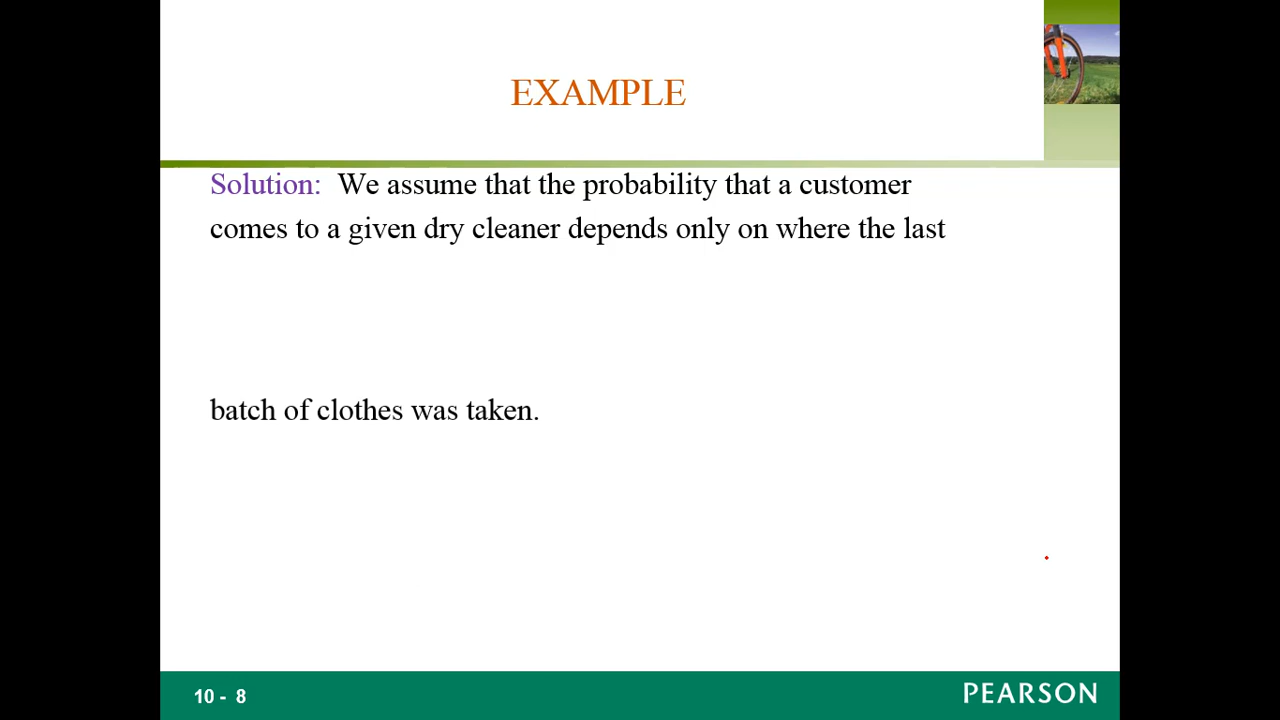 EXAMPLE
Solution: We assume that the probability that a customer
comes to a given dry cleaner depends only on where the last
batch of clothes was taken.
10 - 8
PEARSON